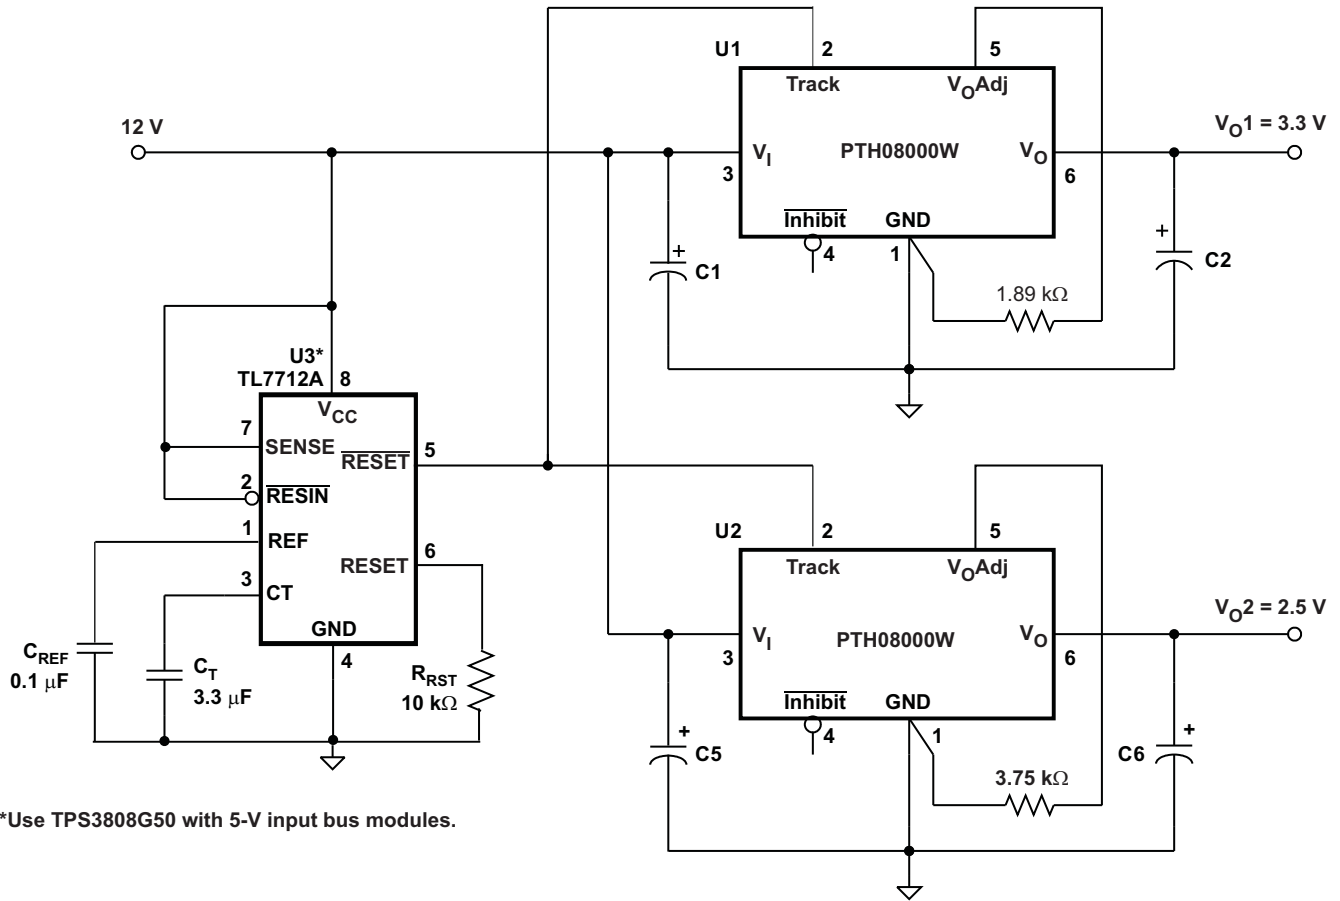 U1
2
5
Track
VOAdj
12 V
VO1 = 3.3 V
VI
PTH08000W
VO
3
6
Inhibit
GND
4
1
C1
C2
1.89 kΩ
U3*
TL7712A
8
VCC
7
SENSE
RESET
5
2
RESIN
1
REF
RESET
6
3
CT
GND
4
CREF
0.1 μF
CT
3.3 μF
RRST
10 kΩ
U2
2
5
Track
VOAdj
VO2 = 2.5 V
VI
PTH08000W
VO
3
6
Inhibit
GND
4
1
C5
C6
3.75 kΩ
*Use TPS3808G50 with 5-V input bus modules.